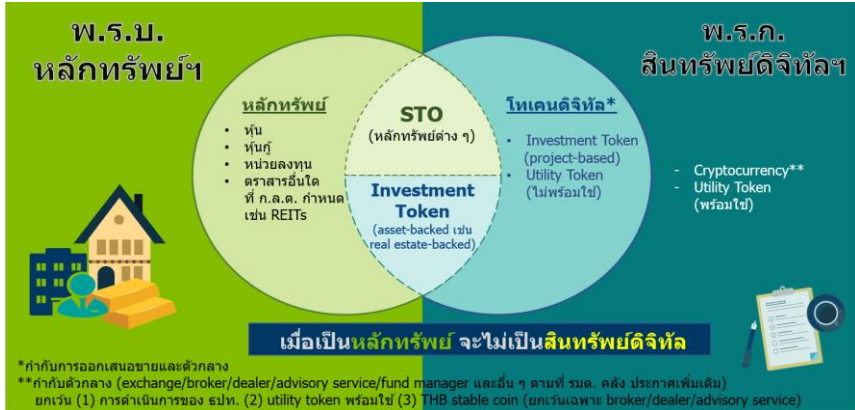 พ.ร.บ.
หลักทรัพย์ฯ
พ.ร.ก.
สินทรัพย์ดิจิทัลฯ
หลักทรัพย์
• หุ้น
• หุ้นกู้
• หน่วยลงทุน
• ตราสารอื่นใด
ที่ ก.ล.ต. กำหนด
เช่น REITs
STO
(หลักทรัพย์ต่าง ๆ)
Investment
Token
(asset-backed เช่น
real estate-backed)
โทเคนดิจิทัล*
• Investment Token
(project-based)
• Utility Token
(ไม่พร้อมใช้)
- Cryptocurrency**
- Utility Token
(พร้อมใช้)
เมื่อเป็นหลักทรัพย์ จะไม่เป็นสินทรัพย์ดิจิทัล
*กำกับการออกเสนอขายและตัวกลาง
**กำกับตัวกลาง (exchange/broker/dealer/advisory service/fund manager และอื่น ๆ ตามที่ รมต. คลัง ประกาศเพิ่มเติม)
ยกเว้น (1) การดำเนินการของ ธปท. (2) utility token พร้อมใช้ (3) THB stable coin (ยกเว้นเฉพาะ broker/dealer/advisory service)